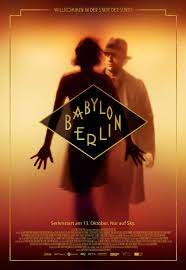 WILLKOMMEN IN DER STADT DER SÜNDE
BABYLON
BERLIN
Serienstart am 13. Oktober. Nur auf Sky.